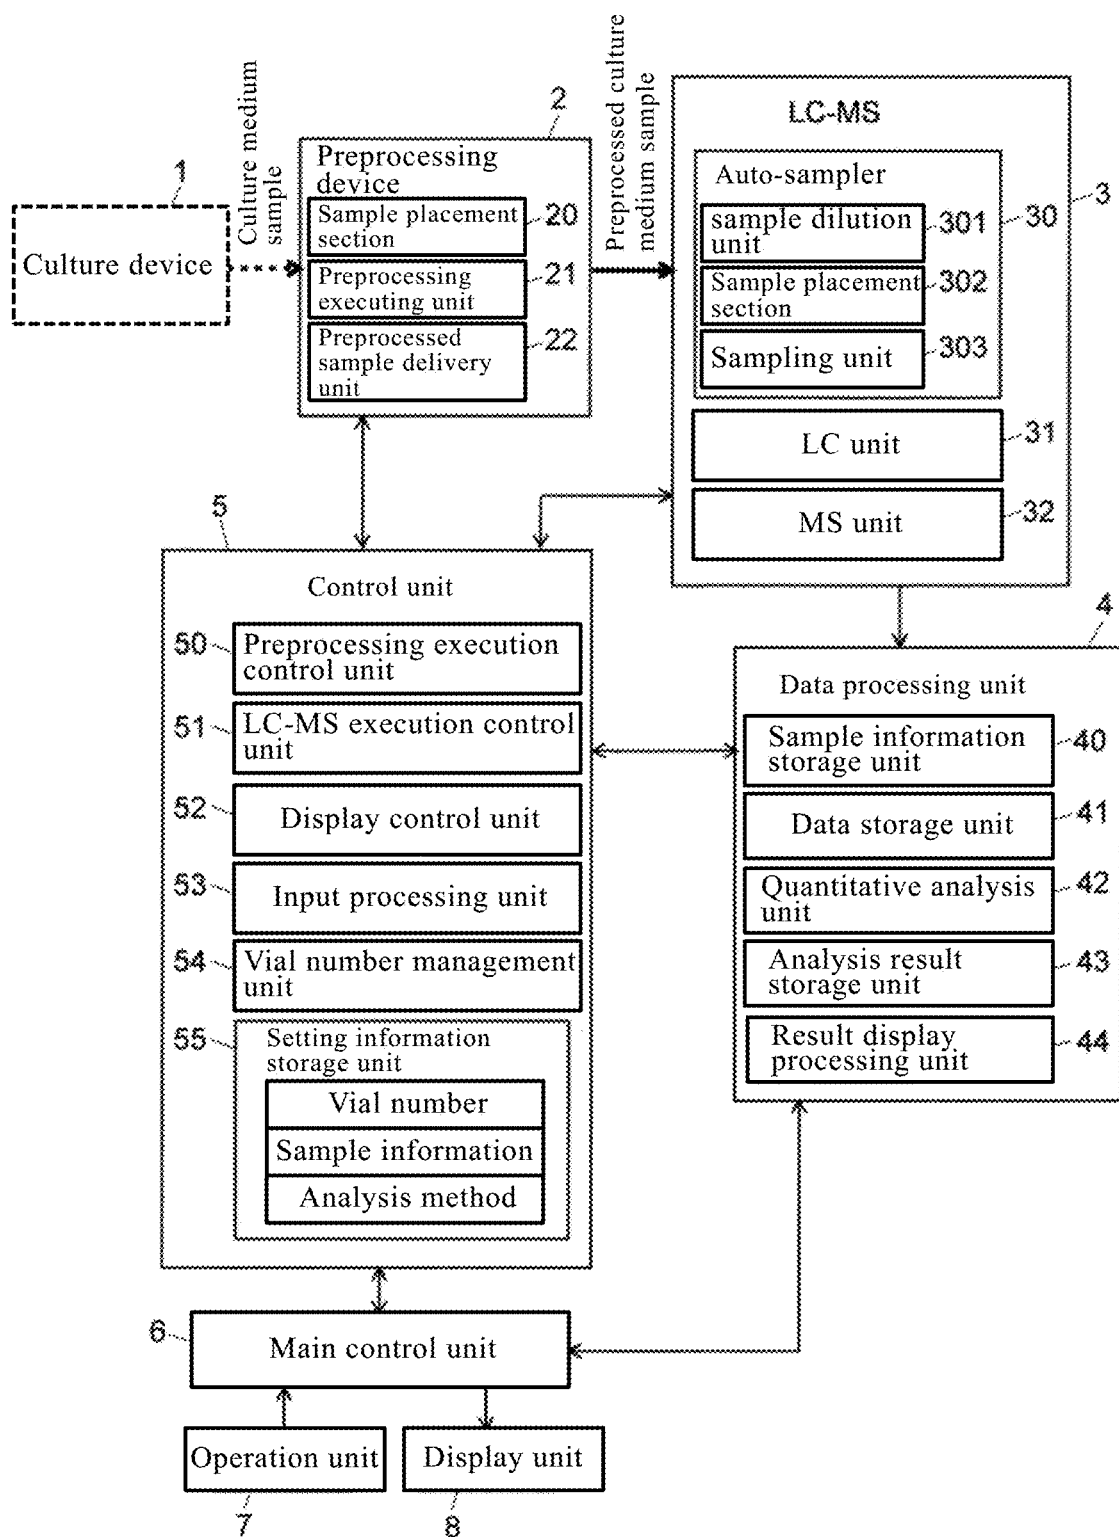 1
Culture device
Culture medium
sample
2
Preprocessing
device
Sample placement
section
20
Preprocessing
executing unit
21
Preprocessed
sample delivery
unit
22
Preprocessed culture
medium sample
LC-MS
3
Auto-sampler
30
sample dilution
unit
301
Sample placement
section
302
Sampling unit
303
LC unit
31
MS unit
32
5
Control unit
50
Preprocessing execution
control unit
51
LC-MS execution control
unit
52
Display control unit
53
Input processing unit
54
Vial number management
unit
55
Setting information
storage unit
Vial number
Sample information
Analysis method
4
Data processing unit
Sample information
storage unit
40
Data storage unit
41
Quantitative analysis
unit
42
Analysis result
storage unit
43
Result display
processing unit
44
6
Main control unit
Operation unit
7
Display unit
8